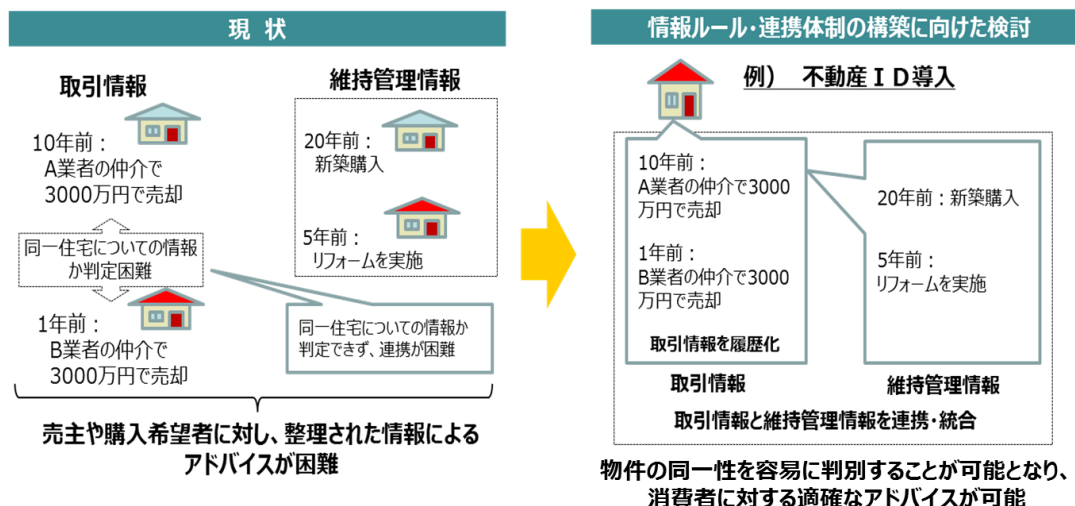 現 状
取引情報
10年前：
A業者の仲介で
3000万円で売却
同一住宅についての情報
か判定困難
1年前：
B業者の仲介で
3000万円で売却
維持管理情報
20年前：
新築購入
5年前：
リフォームを実施
同一住宅についての情報か
判定できず、連携が困難
売主や購入希望者に対し、整理された情報による
アドバイスが困難
情報ルール・連携体制の構築に向けた検討
例） 不動産ＩＤ導入
10年前：
A業者の仲介で3000
万円で売却
1年前：
B業者の仲介で3000
万円で売却
取引情報を履歴化
取引情報
20年前：新築購入
5年前：
リフォームを実施
維持管理情報
取引情報と維持管理情報を連携・統合
物件の同一性を容易に判別することが可能となり、
消費者に対する適確なアドバイスが可能